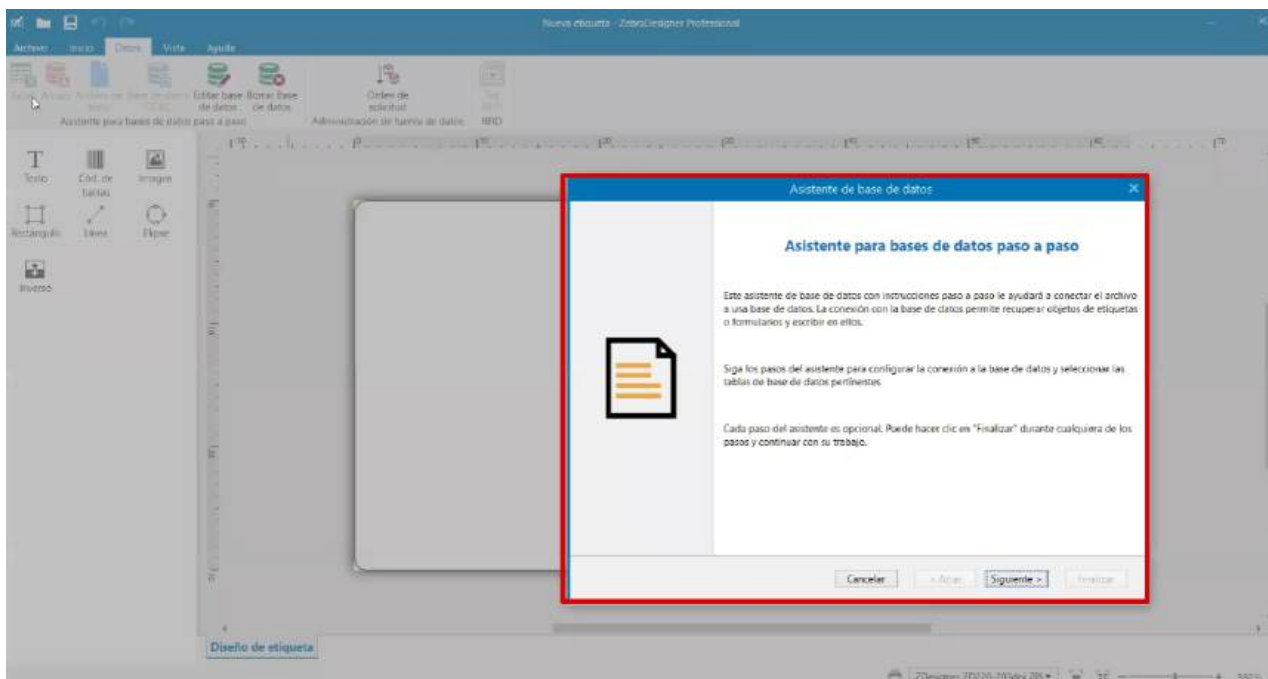 Nueva etiqueta - ZebraDesigner Professional
Archivo Inicio Datos Vista Ayuda
Editar base Borrar Base
de datos de datos
Orden de
solicitud
Asistente para bases de datos paso a paso Administración de fuente de datos RFID
Texto Cód. de Imagen
barras
Rectángulo Línea Elipse
Inverso
Asistente de base de datos
Asistente para bases de datos paso a paso
Este asistente de base de datos con instrucciones paso a paso le ayudará a conectar el archivo
a una base de datos. La conexión con la base de datos permite recuperar objetos de etiquetas
o formularios y escribir en ellos.
Siga los pasos del asistente para configurar la conexión a la base de datos y seleccionar las
tablas de base de datos pertinentes.
Cada paso del asistente es opcional. Puede hacer clic en "Finalizar" durante cualquiera de los
pasos y continuar con su trabajo.
Cancelar < Atrás Siguiente > Finalizar
Diseño de etiqueta